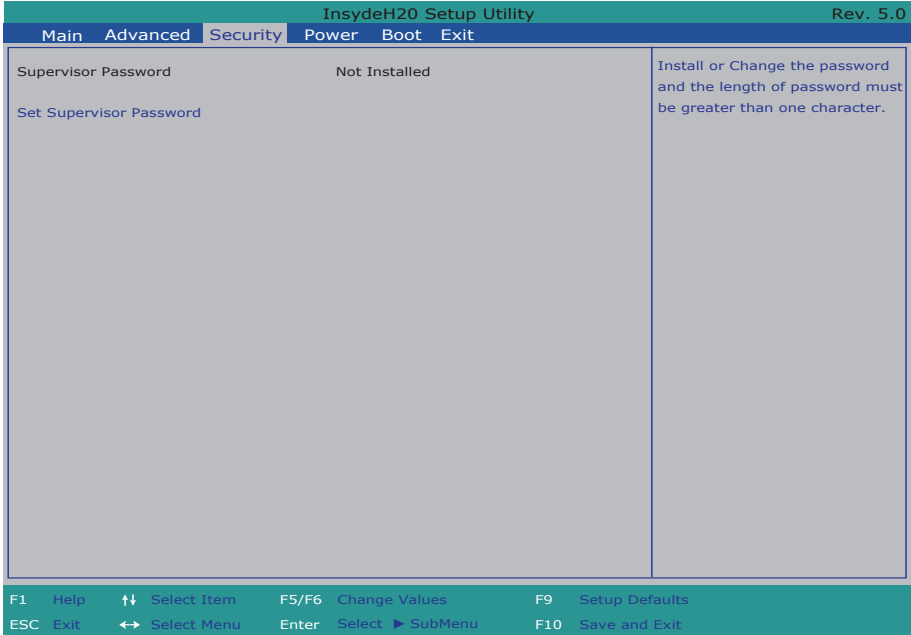 InsydeH20 Setup Utility Rev. 5.0
Main Advanced Security Power Boot Exit
Supervisor Password Not Installed
Set Supervisor Password
Install or Change the password
and the length of password must
be greater than one character.
F1 Help ↑↓ Select Item F5/F6 Change Values F9 Setup Defaults
ESC Exit ←→ Select Menu Enter Select ▶ SubMenu F10 Save and Exit